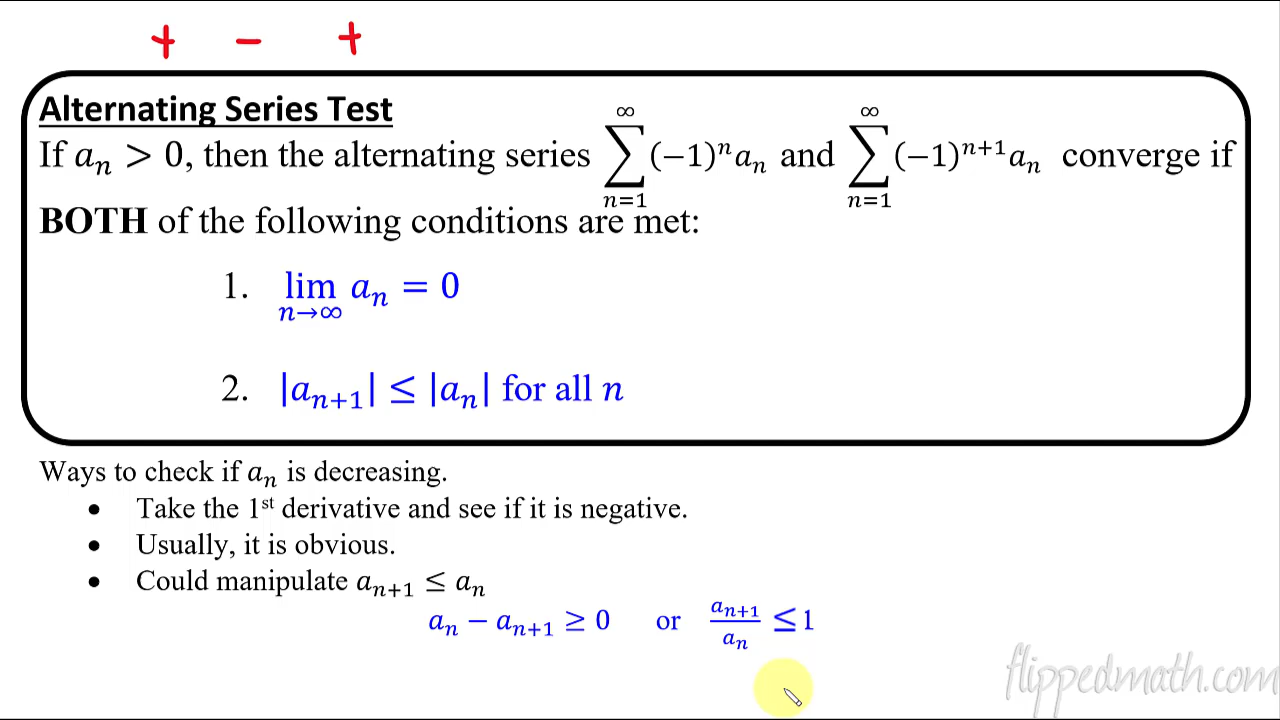 + − +
Alternating Series Test
If aₙ > 0, then the alternating series ∑_{n=1}^{∞} (−1)ⁿaₙ and ∑_{n=1}^{∞} (−1)ⁿ⁺¹aₙ converge if
BOTH of the following conditions are met:
1. lim_{n→∞} aₙ = 0
2. |aₙ₊₁| ≤ |aₙ| for all n
Ways to check if aₙ is decreasing.
• Take the 1ˢᵗ derivative and see if it is negative.
• Usually, it is obvious.
• Could manipulate aₙ₊₁ ≤ aₙ
aₙ − aₙ₊₁ ≥ 0 or aₙ₊₁/aₙ ≤ 1
flippedmath.com